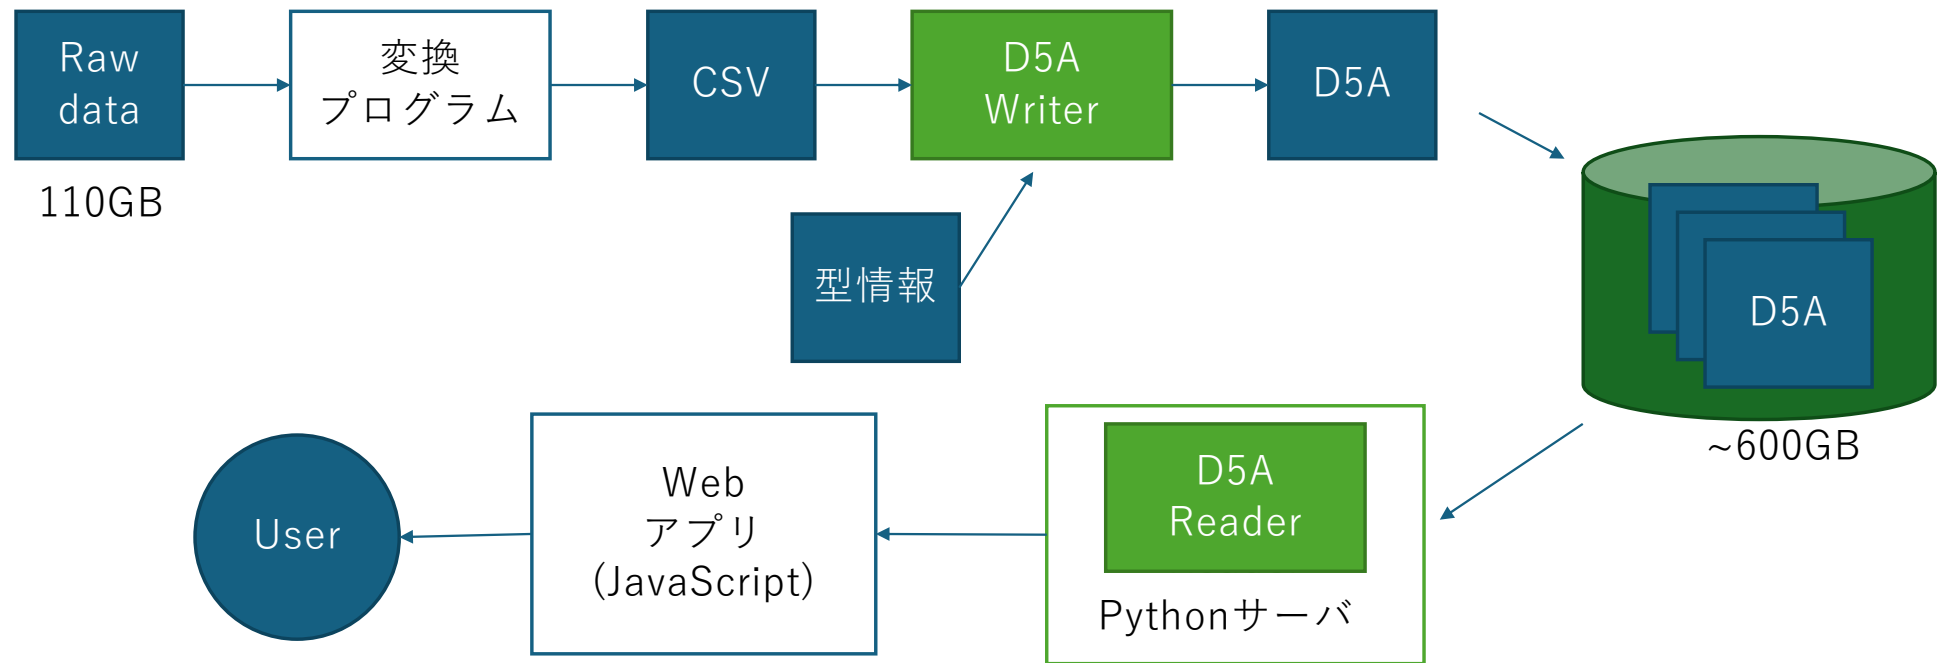 Raw
data
変換
プログラム
CSV
D5A
Writer
D5A
110GB
型情報
D5A
~600GB
D5A
Reader
Pythonサーバ
Web
アプリ
(JavaScript)
User